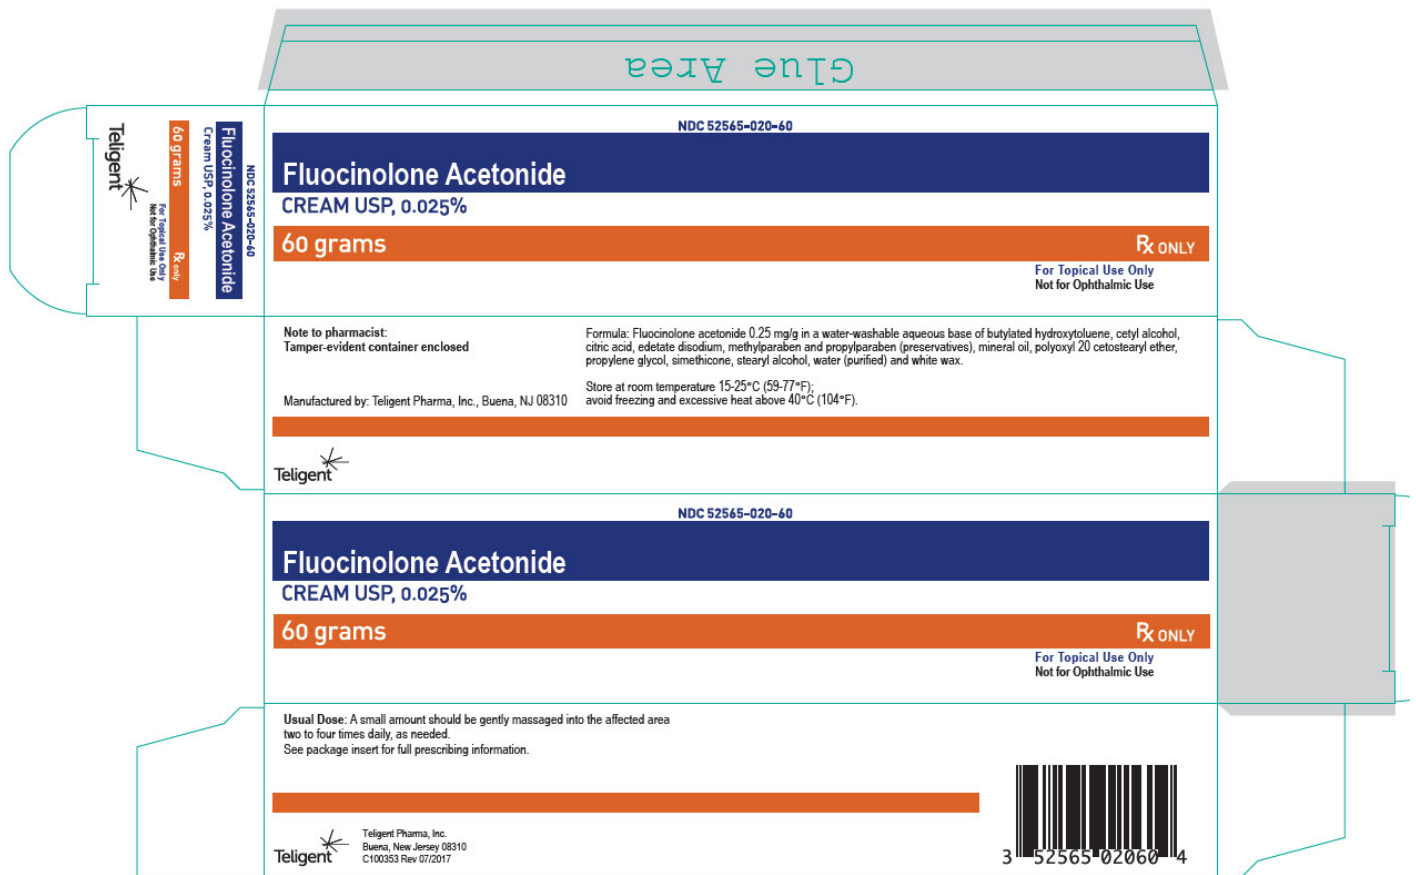 Glue Area
NDC 52565-020-60
Fluocinolone Acetonide
CREAM USP, 0.025%
60 grams
Rx ONLY
For Topical Use Only
Not for Ophthalmic Use
NDC 52565-020-60
Fluocinolone Acetonide
Cream USP, 0.025%
60 grams
Rx only
For Topical Use Only
Not for Ophthalmic Use
Teligent
Note to pharmacist:
Tamper-evident container enclosed
Manufactured by: Teligent Pharma, Inc., Buena, NJ 08310
Formula: Fluocinolone acetonide 0.25 mg/g in a water-washable aqueous base of butylated hydroxytoluene, cetyl alcohol,
citric acid, edetate disodium, methylparaben and propylparaben (preservatives), mineral oil, polyoxyl 20 cetostearyl ether,
propylene glycol, simethicone, stearyl alcohol, water (purified) and white wax.
Store at room temperature 15-25°C (59-77°F);
avoid freezing and excessive heat above 40°C (104°F).
Teligent
NDC 52565-020-60
Fluocinolone Acetonide
CREAM USP, 0.025%
60 grams
Rx ONLY
For Topical Use Only
Not for Ophthalmic Use
Usual Dose: A small amount should be gently massaged into the affected area
two to four times daily, as needed.
See package insert for full prescribing information.
Teligent
Teligent Pharma, Inc.
Buena, New Jersey 08310
C100353 Rev 07/2017
3 52565 02060 4